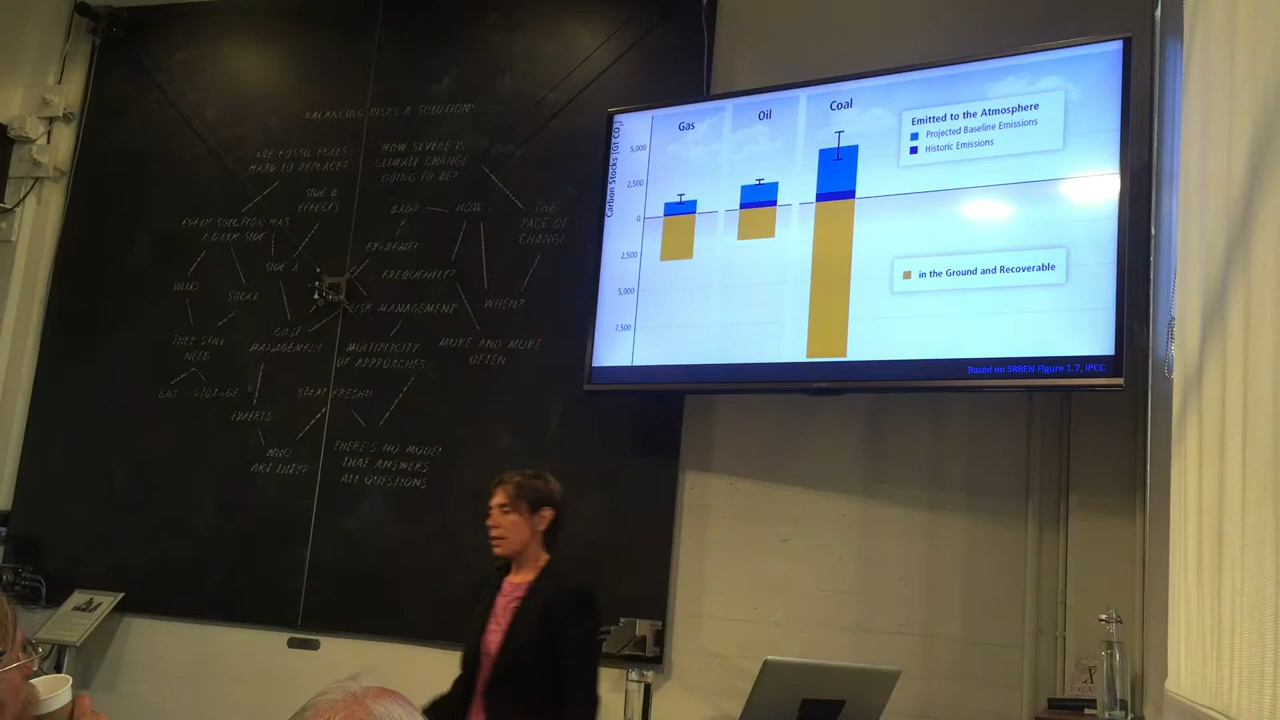 BALANCING RISKS & SOLUTIONS
ARE FOSSIL FUELS
HARD TO REPLACE?
HOW SEVERE IS
CLIMATE CHANGE
GOING TO BE?
SIDE B
EFFECTS
EVERY SOLUTION HAS
A DARK SIDE
BAD?
HOW...
THE
PACE OF
CHANGE
EXTREME?
SIDE A
FREQUENTLY?
WIND
SOLAR
WHEN?
RISK MANAGEMENT
COST
MANAGEMENT
THEY STILL
NEED
MULTIPLICITY
OF APPROACHES
MORE AND MORE
OFTEN
GAS STORAGE
START FRESH!!
EXPERTS
WHO
ARE THEY?
THERE'S NO MODEL
THAT ANSWERS
ALL QUESTIONS
Carbon Stocks [Gt CO2]
Gas
Oil
Coal
5,000
2,500
0
2,500
5,000
7,500
Emitted to the Atmosphere
Projected Baseline Emissions
Historic Emissions
in the Ground and Recoverable
Based on SRREN Figure 1.7, IPCC